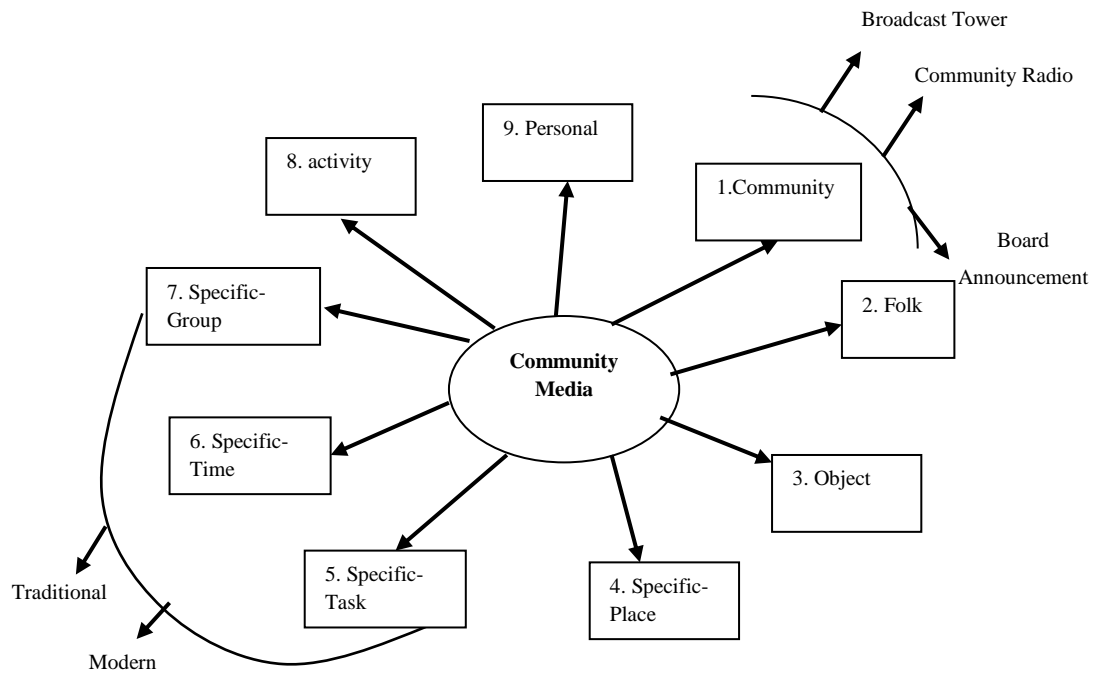 Broadcast Tower
Community Radio
9. Personal
8. activity
1.Community
Board
Announcement
7. Specific-
Group
2. Folk
Community
Media
6. Specific-
Time
3. Object
5. Specific-
Task
4. Specific-
Place
Traditional
Modern